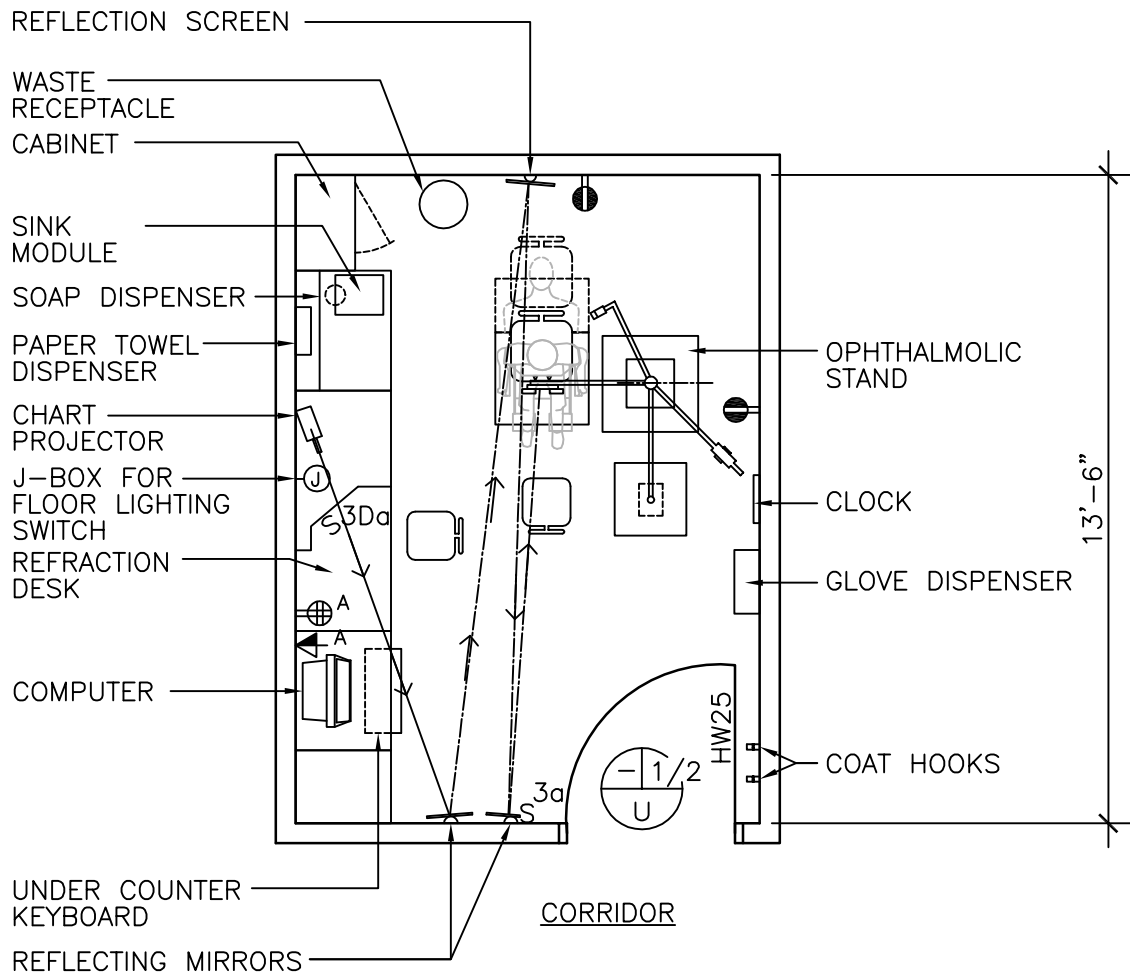 REFLECTION SCREEN
WASTE
RECEPTACLE
CABINET
SINK
MODULE
SOAP DISPENSER
PAPER TOWEL
DISPENSER
CHART
PROJECTOR
J-BOX FOR
FLOOR LIGHTING
SWITCH
REFRACTION
DESK
COMPUTER
UNDER COUNTER
KEYBOARD
REFLECTING MIRRORS
J
S3Da
A
A
S3a
HW25
- 1/2
U
CORRIDOR
OPHTHALMOLIC
STAND
CLOCK
GLOVE DISPENSER
COAT HOOKS
13'-6"